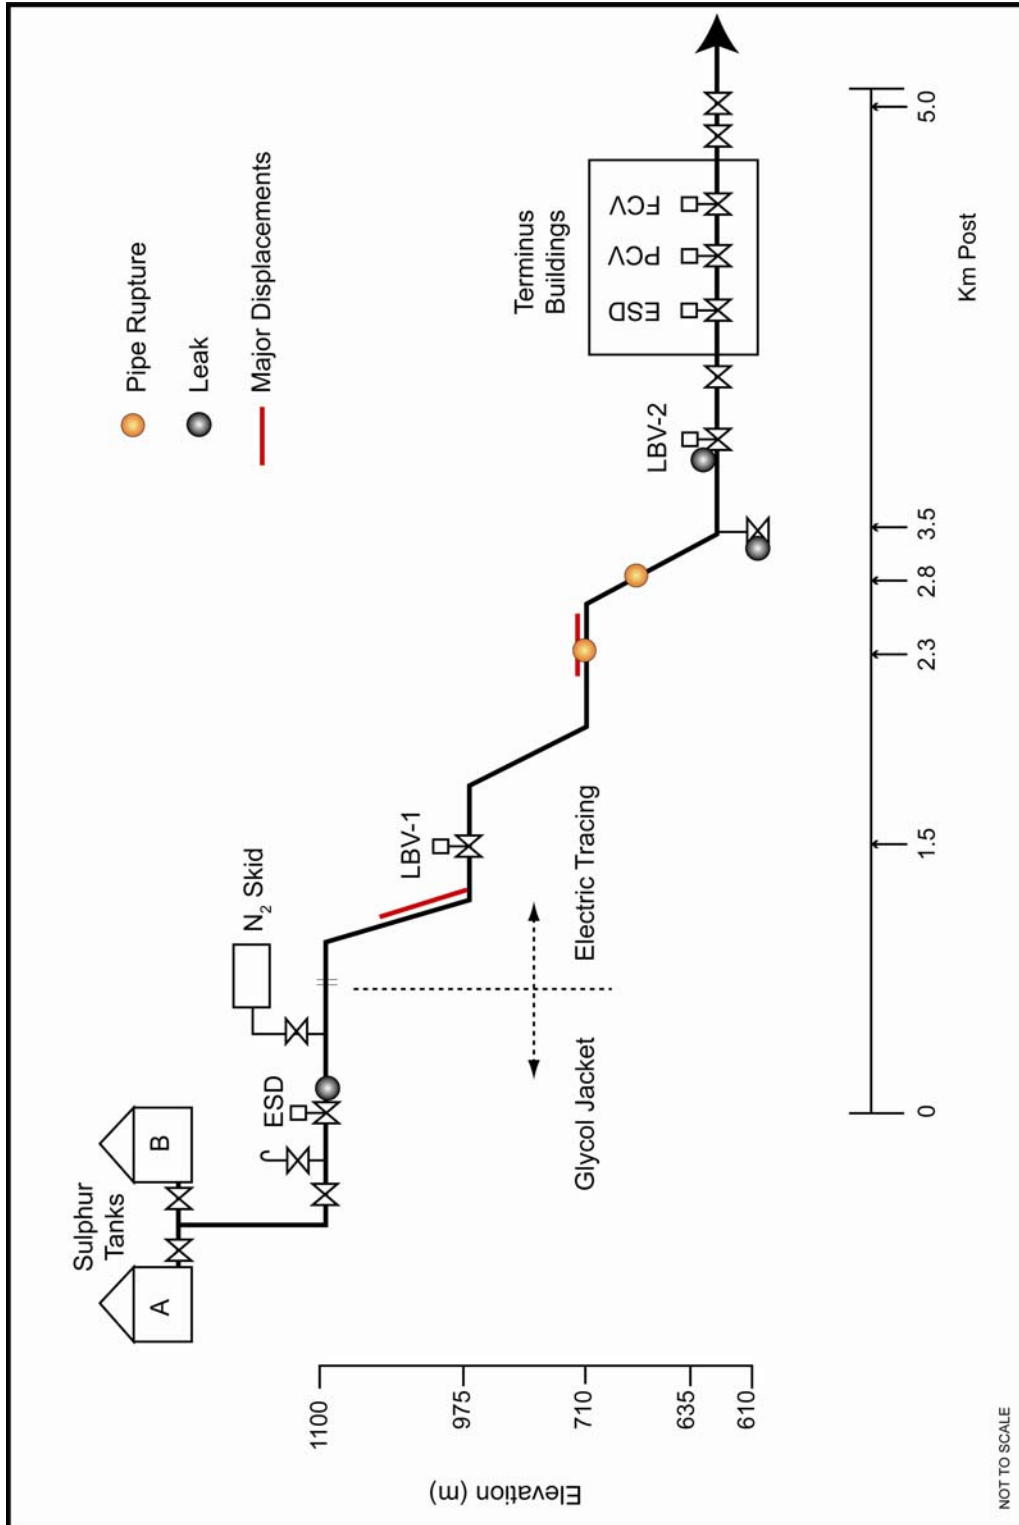 Sulphur
Tanks
A
B
ESD
N₂ Skid
LBV-1
Glycol Jacket
Electric Tracing
Pipe Rupture
Leak
Major Displacements
LBV-2
Terminus
Buildings
ESD
PCV
FCV
Elevation (m)
1100
975
710
635
610
0
1.5
2.3
2.8
3.5
5.0
Km Post
NOT TO SCALE